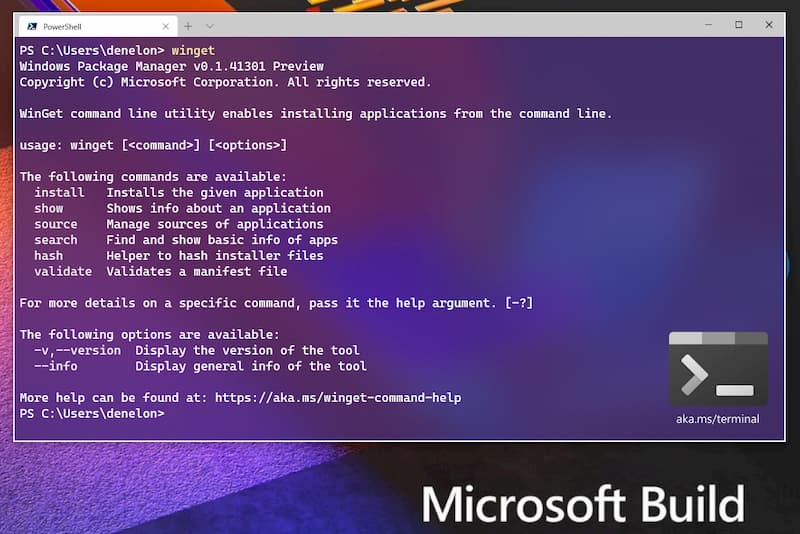 PowerShell
PS C:\Users\denelon> winget
Windows Package Manager v0.1.41301 Preview
Copyright (c) Microsoft Corporation. All rights reserved.
WinGet command line utility enables installing applications from the command line.
usage: winget [<command>] [<options>]
The following commands are available:
install Installs the given application
show Shows info about an application
source Manage sources of applications
search Find and show basic info of apps
hash Helper to hash installer files
validate Validates a manifest file
For more details on a specific command, pass it the help argument. [-?]
The following options are available:
-v,--version Display the version of the tool
--info Display general info of the tool
More help can be found at: https://aka.ms/winget-command-help
PS C:\Users\denelon>
aka.ms/terminal
Microsoft Build